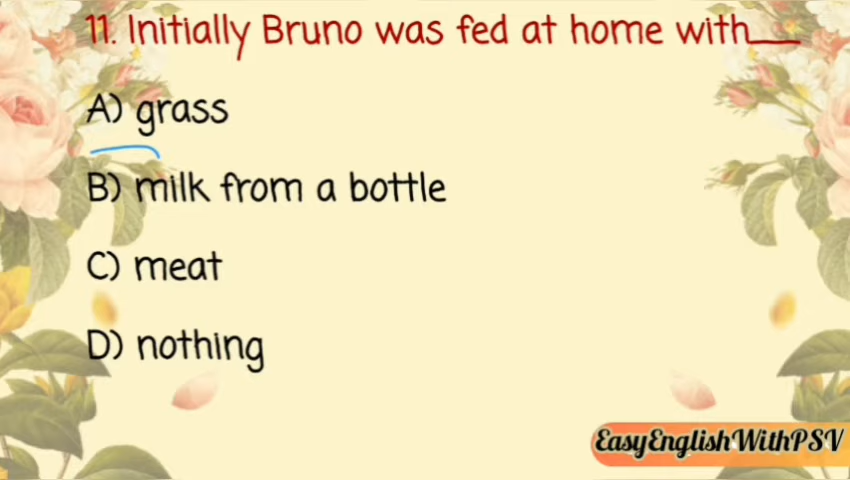 11. Initially Bruno was fed at home with___
A) grass
B) milk from a bottle
C) meat
D) nothing
EasyEnglishWithPSV